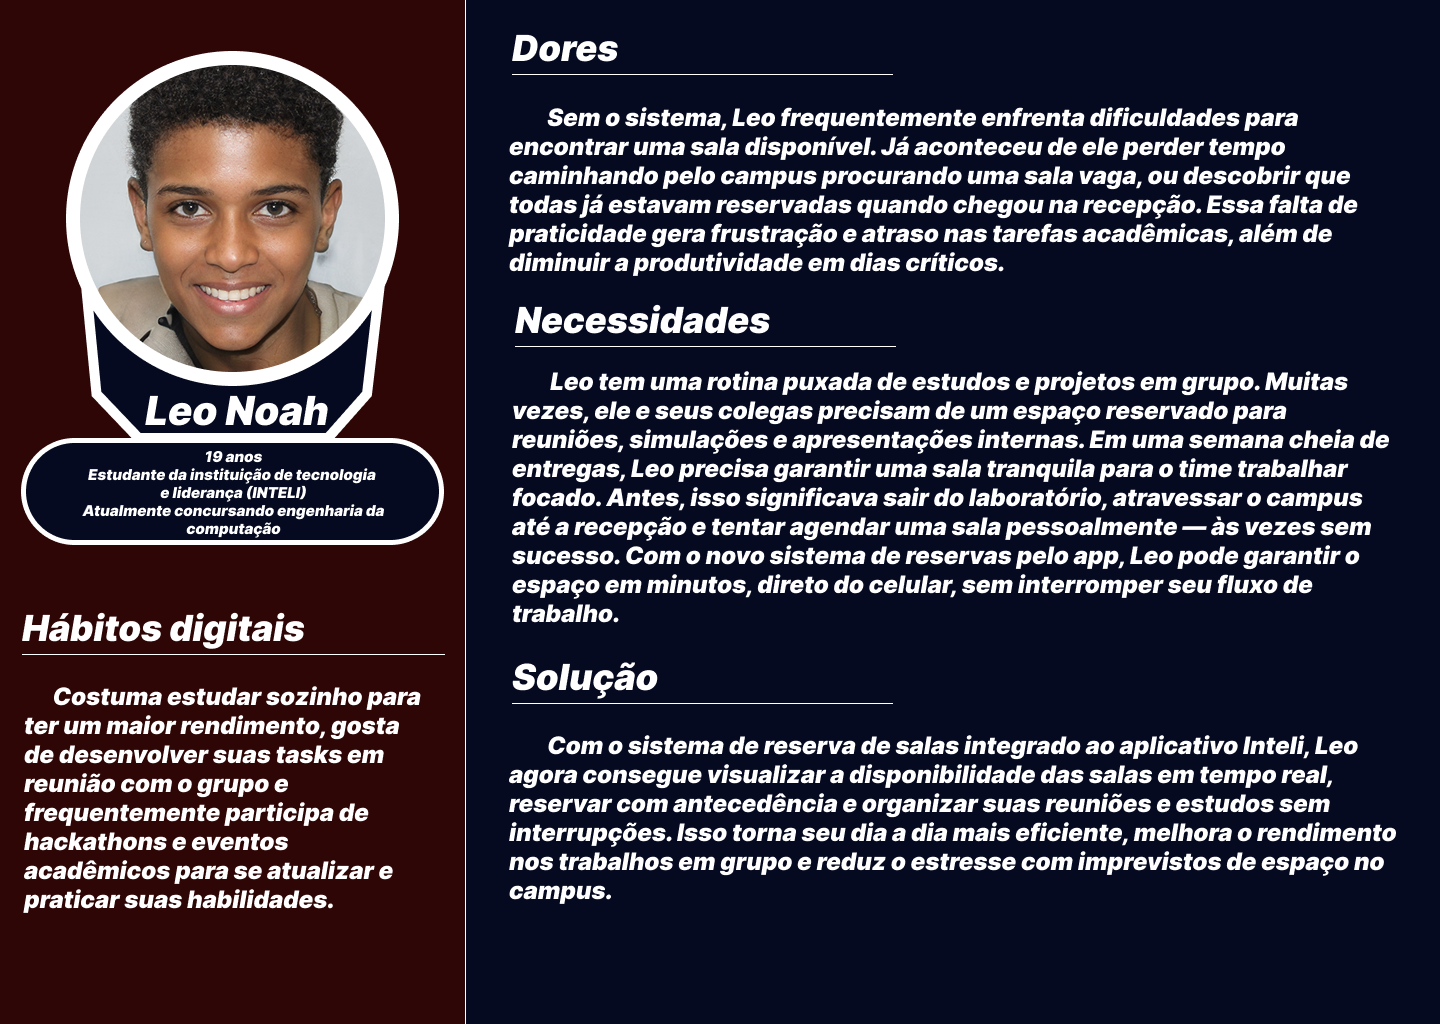 Leo Noah
19 anos
Estudante da instituição de tecnologia
e liderança (INTELI)
Atualmente concursando engenharia da
computação
Hábitos digitais
Costuma estudar sozinho para
ter um maior rendimento, gosta
de desenvolver suas tasks em
reunião com o grupo e
frequentemente participa de
hackathons e eventos
acadêmicos para se atualizar e
praticar suas habilidades.
Dores
Sem o sistema, Leo frequentemente enfrenta dificuldades para
encontrar uma sala disponível. Já aconteceu de ele perder tempo
caminhando pelo campus procurando uma sala vaga, ou descobrir que
todas já estavam reservadas quando chegou na recepção. Essa falta de
praticidade gera frustração e atraso nas tarefas acadêmicas, além de
diminuir a produtividade em dias críticos.
Necessidades
Leo tem uma rotina puxada de estudos e projetos em grupo. Muitas
vezes, ele e seus colegas precisam de um espaço reservado para
reuniões, simulações e apresentações internas. Em uma semana cheia de
entregas, Leo precisa garantir uma sala tranquila para o time trabalhar
focado. Antes, isso significava sair do laboratório, atravessar o campus
até a recepção e tentar agendar uma sala pessoalmente — às vezes sem
sucesso. Com o novo sistema de reservas pelo app, Leo pode garantir o
espaço em minutos, direto do celular, sem interromper seu fluxo de
trabalho.
Solução
Com o sistema de reserva de salas integrado ao aplicativo Inteli, Leo
agora consegue visualizar a disponibilidade das salas em tempo real,
reservar com antecedência e organizar suas reuniões e estudos sem
interrupções. Isso torna seu dia a dia mais eficiente, melhora o rendimento
nos trabalhos em grupo e reduz o estresse com imprevistos de espaço no
campus.